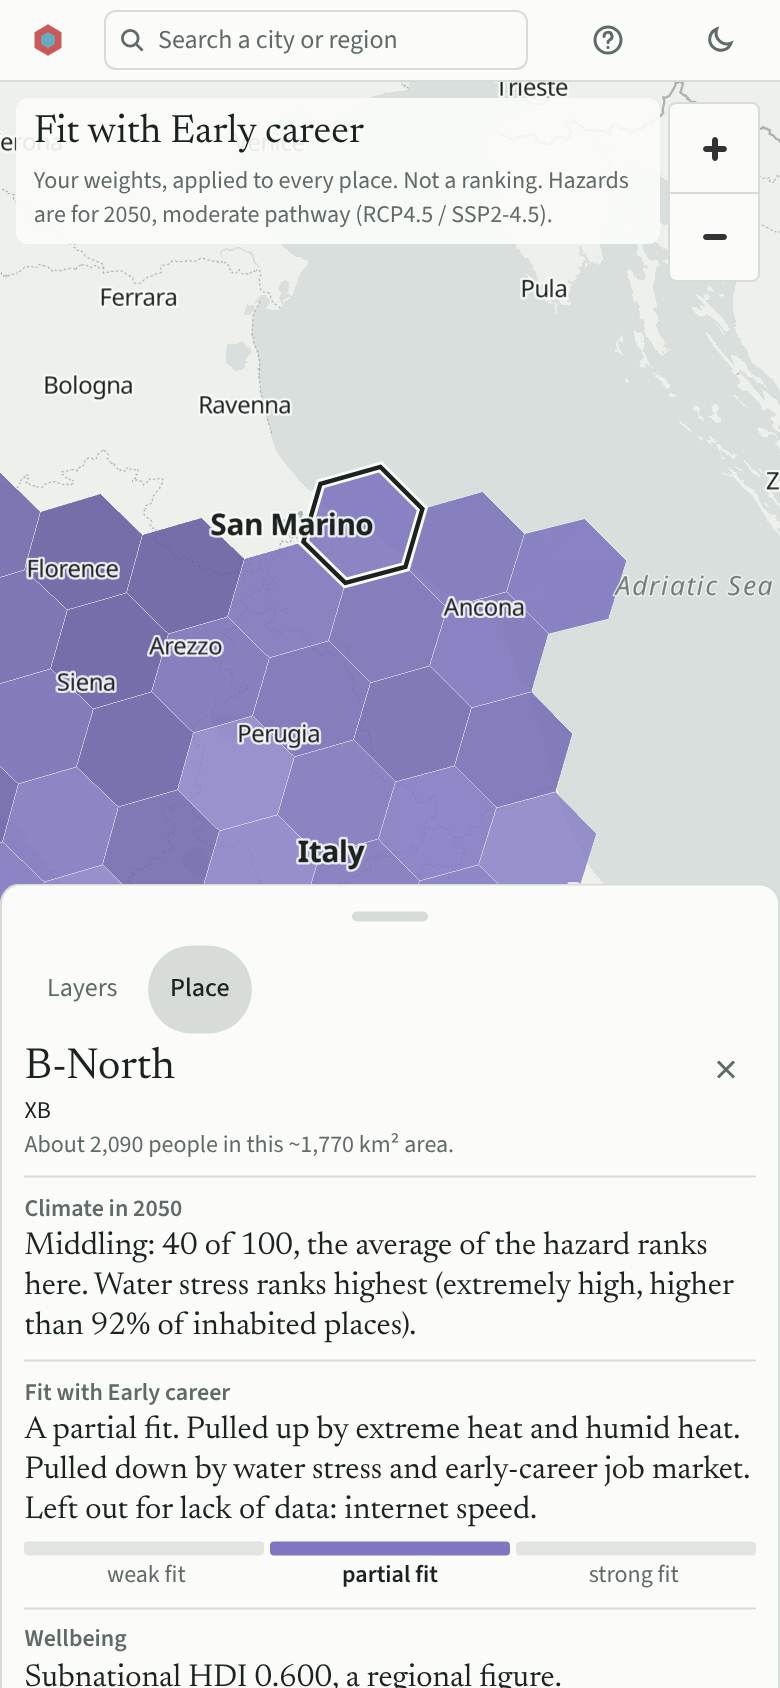 Search a city or region
Trieste
Fit with Early career
Your weights, applied to every place. Not a ranking. Hazards
are for 2050, moderate pathway (RCP4.5 / SSP2-4.5).
+
−
Ferrara
Pula
Bologna
Ravenna
San Marino
Florence
Adriatic Sea
Ancona
Arezzo
Siena
Perugia
Italy
Layers
Place
B-North
XB
About 2,090 people in this ~1,770 km² area.
Climate in 2050
Middling: 40 of 100, the average of the hazard ranks
here. Water stress ranks highest (extremely high, higher
than 92% of inhabited places).
Fit with Early career
A partial fit. Pulled up by extreme heat and humid heat.
Pulled down by water stress and early-career job market.
Left out for lack of data: internet speed.
weak fit
partial fit
strong fit
Wellbeing
Subnational HDI 0.600, a regional figure.